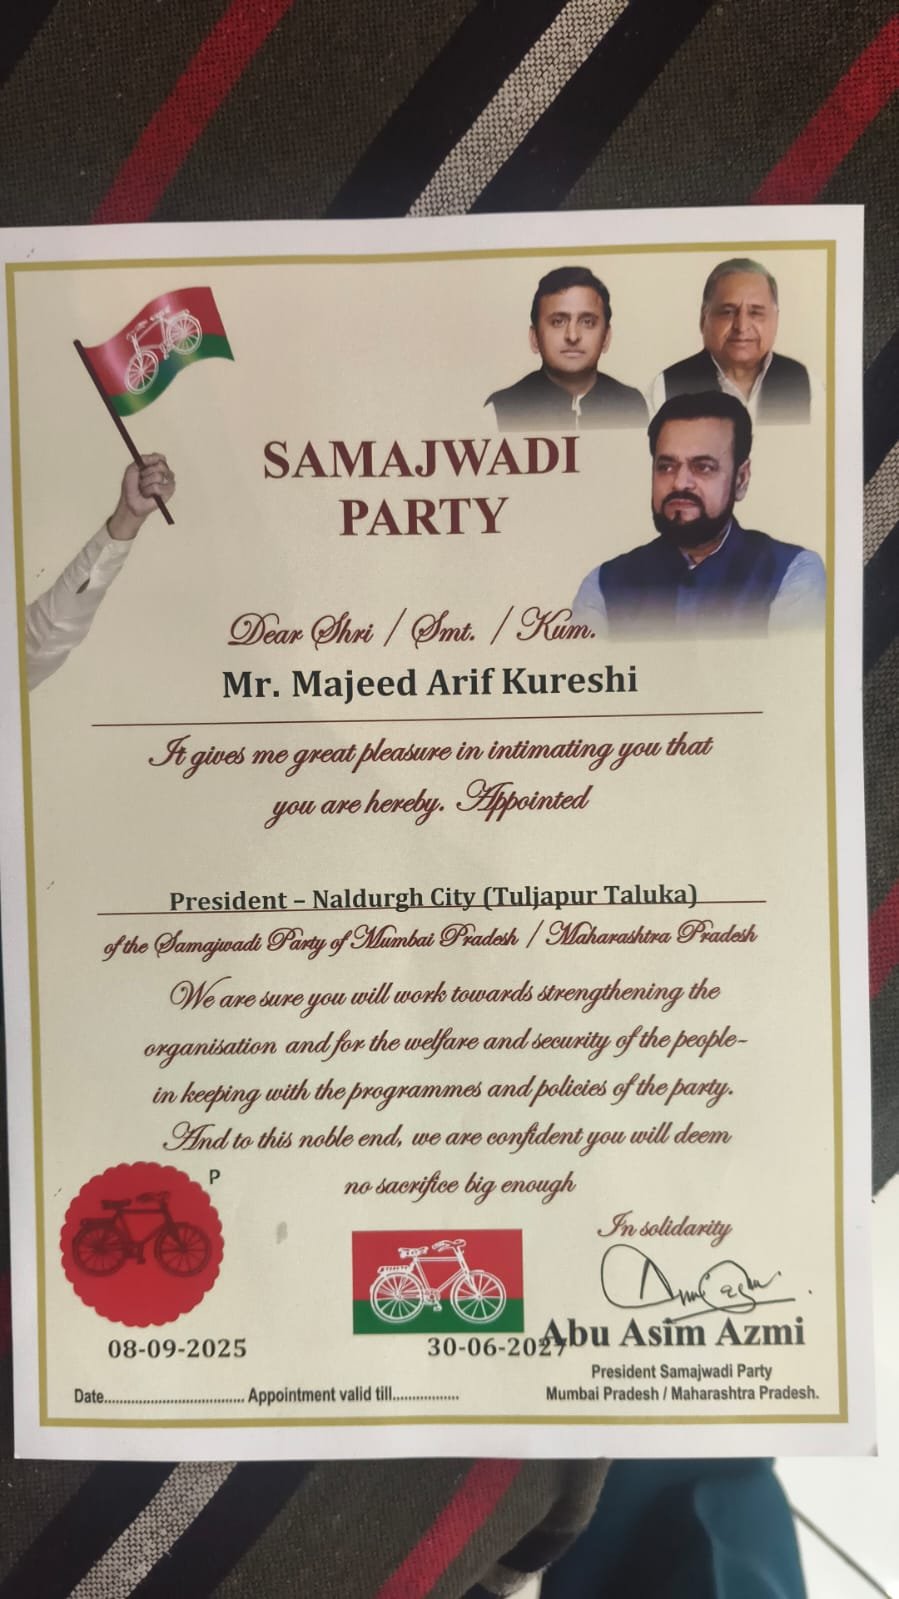 SAMAJWADI
PARTY
Dear Shri / Smt. / Kum.
Mr. Majeed Arif Kureshi
It gives me great pleasure in intimating you that
you are hereby. Appointed
President – Naldurgh City (Tuljapur Taluka)
of the Samajwadi Party of Mumbai Pradesh / Maharashtra Pradesh
We are sure you will work towards strengthening the
organisation and for the welfare and security of the people-
in keeping with the programmes and policies of the party.
And to this noble end, we are confident you will deem
no sacrifice big enough
P
In solidarity
Abu Asim Azmi
08-09-2025 30-06-2027
President Samajwadi Party
Mumbai Pradesh / Maharashtra Pradesh.
Date................................... Appointment valid till................